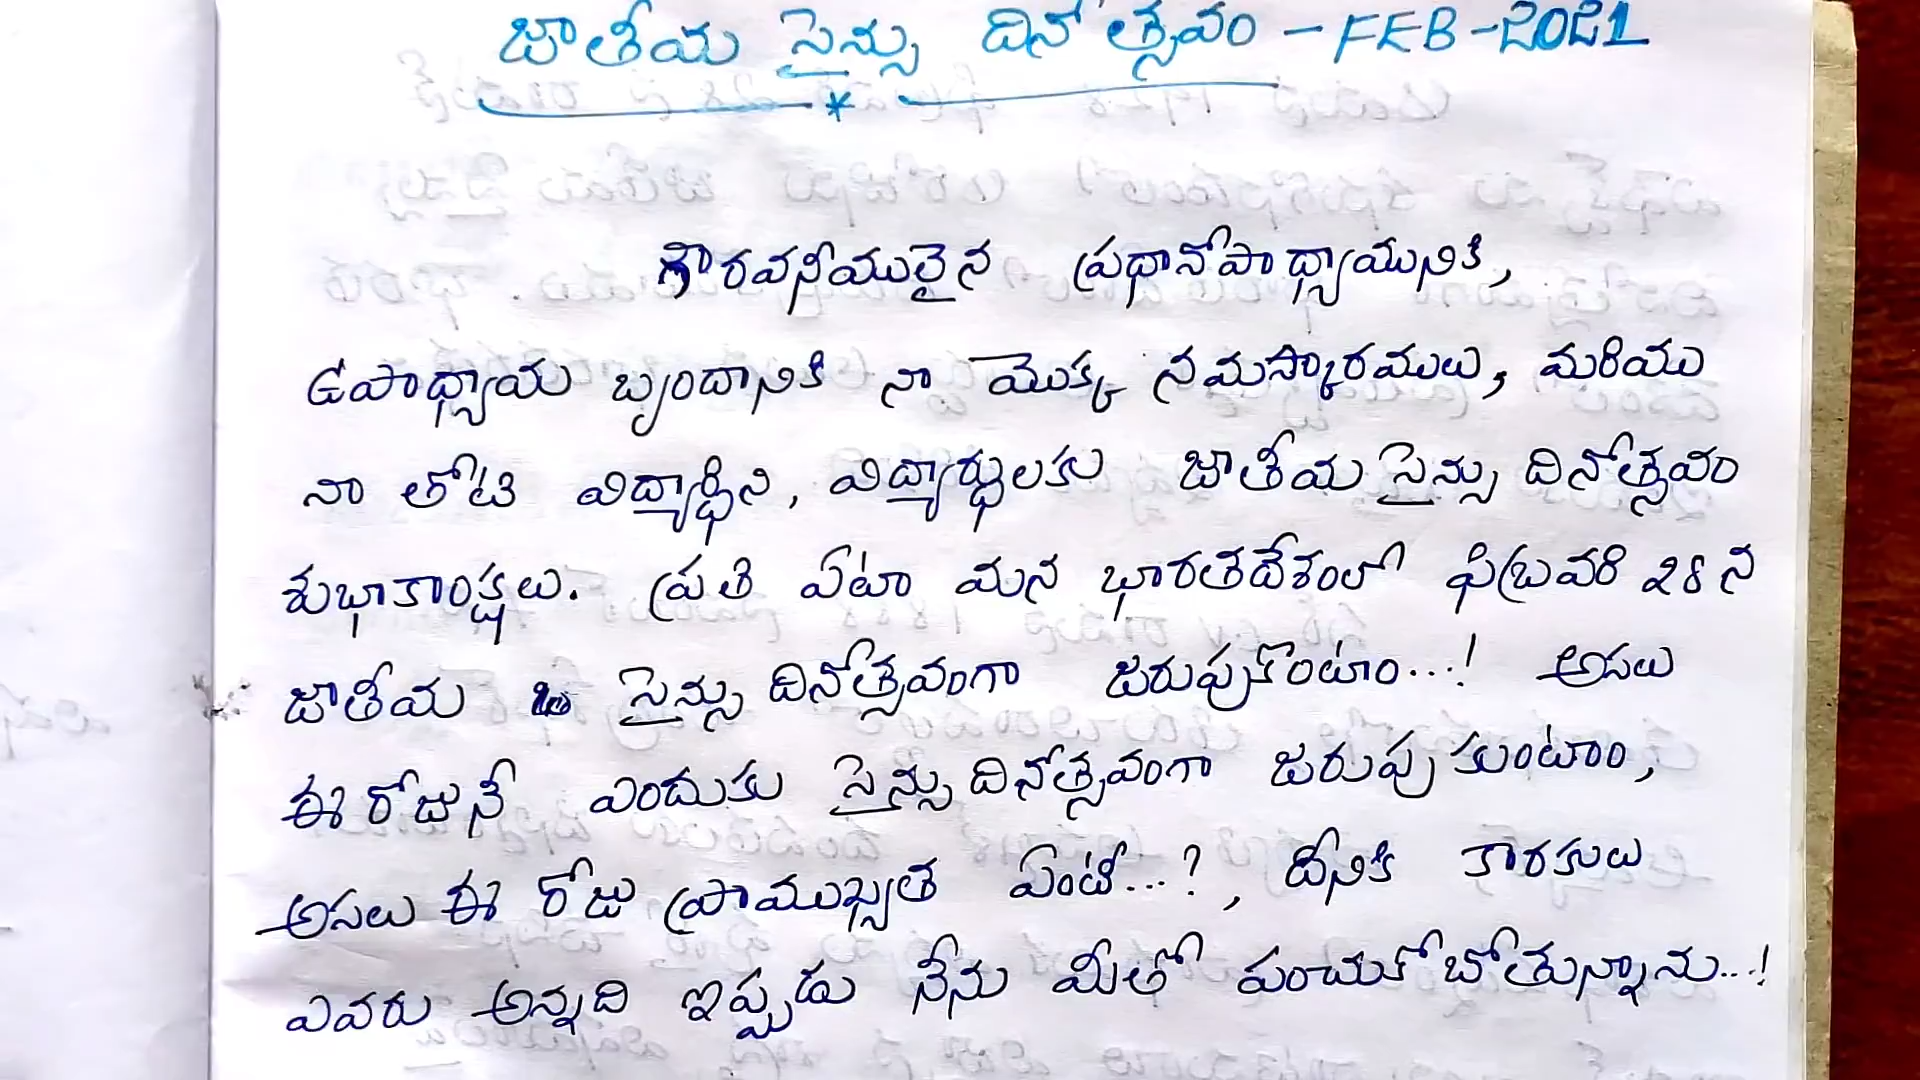 జాతీయ సైన్సు దినోత్సవం - FEB - 2021
గౌరవనీయులైన ప్రధానోపాధ్యాయునికి,
ఉపాధ్యాయ బృందానికి నా యొక్క నమస్కారములు, మరియు
నా తోటి విద్యార్థిని, విద్యార్థులకు జాతీయ సైన్సు దినోత్సవం
శుభాకాంక్షలు. ప్రతి ఏటా మన భారతదేశంలో ఫిబ్రవరి 28 న
జాతీయ సైన్సు దినోత్సవంగా జరుపుకొంటాం...! అసలు
ఈ రోజునే ఎందుకు సైన్సు దినోత్సవంగా జరుపుకుంటాం,
అసలు ఈ రోజు ప్రాముఖ్యత ఏంటి...?, దీనికి కారకులు
ఎవరు అన్నది ఇప్పుడు నేను మీతో పంచుకోబోతున్నాను...!